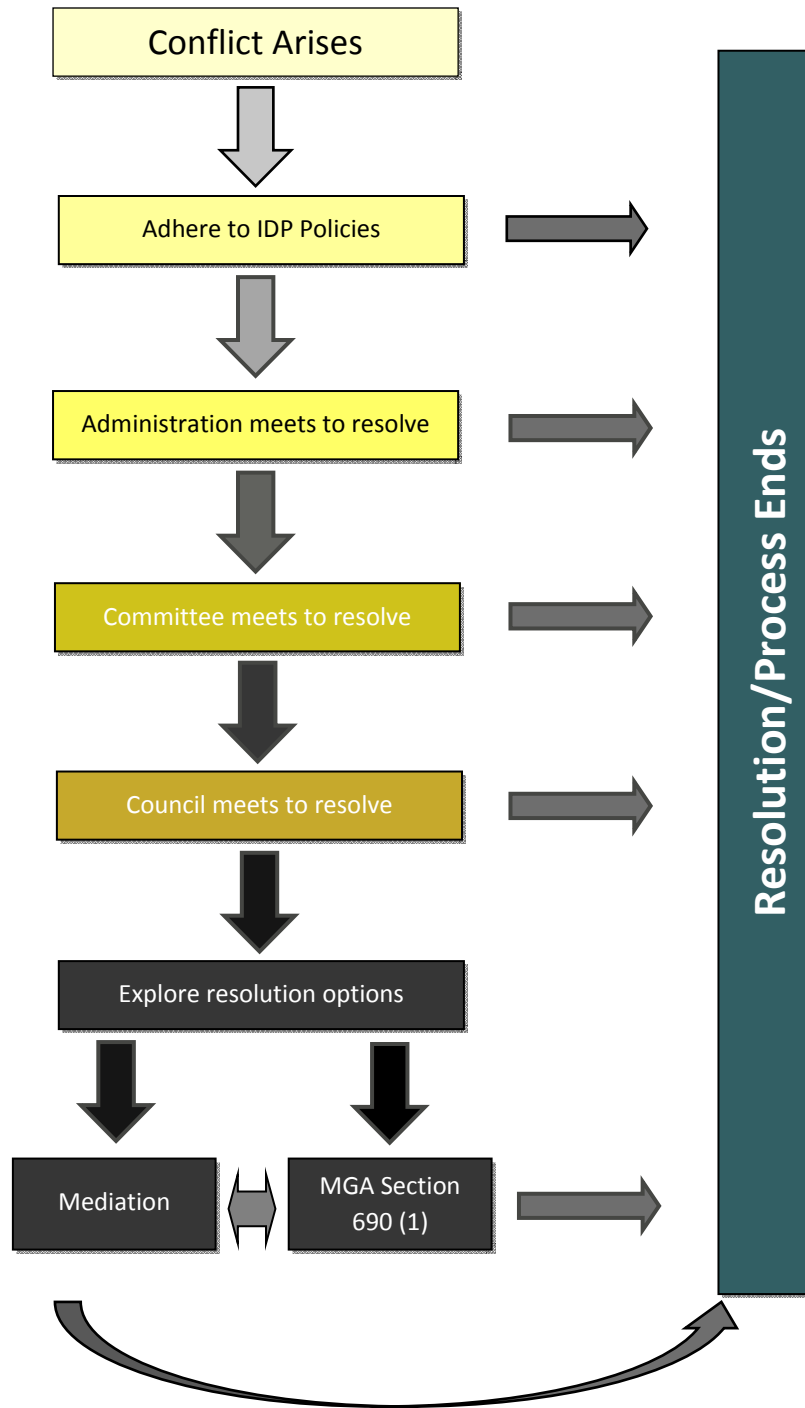 Conflict Arises
Adhere to IDP Policies
Administration meets to resolve
Committee meets to resolve
Council meets to resolve
Explore resolution options
Mediation
MGA Section
690 (1)
Resolution/Process Ends